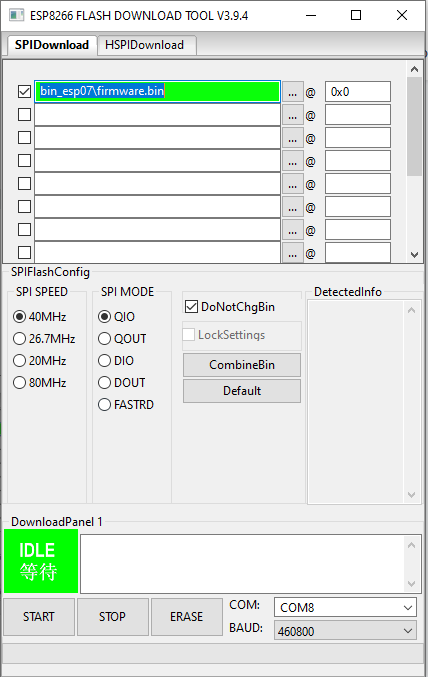 ESP8266 FLASH DOWNLOAD TOOL V3.9.4
SPIDownload HSPIDownload
bin_esp07\firmware.bin ... @ 0x0
... @
... @
... @
... @
... @
SPIFlashConfig
SPI SPEED
40MHz
26.7MHz
20MHz
80MHz
SPI MODE
QIO
QOUT
DIO
DOUT
FASTRD
DoNotChgBin
LockSettings
CombineBin
Default
DetectedInfo
DownloadPanel 1
IDLE
等待
START STOP ERASE
COM: COM8
BAUD: 460800